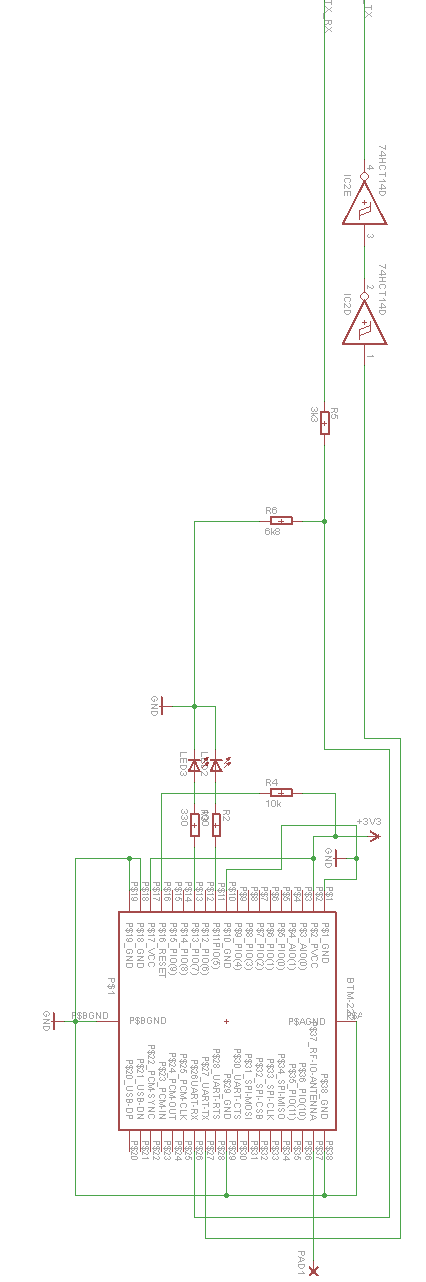 TX_RX
TX
74HCT14D
4
IC2E
3
74HCT14D
2
IC2D
1
R5
3k3
R6
6k8
GND
LED3
LED2
R4
10k
+3V3
330
R2
GND
P$19
P$18
P$17
P$16
P$15
P$14
P$13
P$12
P$11
P$10
P$9
P$8
P$7
P$6
P$5
P$4
P$3
P$2
P$1
P$19_GND
P$18_GND
P$17_VCC
P$16_RESET
P$15_PIO(9)
P$14_PIO(8)
P$13_PIO(7)
P$12_PIO(6)
P$11PIO(5)
P$10_GND
P$9_PIO(4)
P$8_PIO(3)
P$7_PIO(2)
P$6_PIO(1)
P$5_PIO(0)
P$4_AIO(1)
P$3_AIO(0)
P$2_PVCC
P$1_GND
P$1
BTM-222
GND
P$BGND
P$BGND
P$AGND
P$20_USB-DP
P$21_USB-DN
P$22_PCM-SYNC
P$23_PCM-IN
P$24_PCM-OUT
P$25_PCM-CLK
P$26UART-RX
P$27_UART-TX
P$28_UART-RTS
P$29_GND
P$30_UART-CTS
P$31_SPI-MOSI
P$32_SPI-CSB
P$33_SPI-CLK
P$34_SPI-MISO
P$35_PIO(11)
P$36_PIO(10)
P$37_RF-IO-ANTENNA
P$38_GND
P$20
P$21
P$22
P$23
P$24
P$25
P$26
P$27
P$28
P$29
P$30
P$31
P$32
P$33
P$34
P$35
P$36
P$37
P$38
PAD1